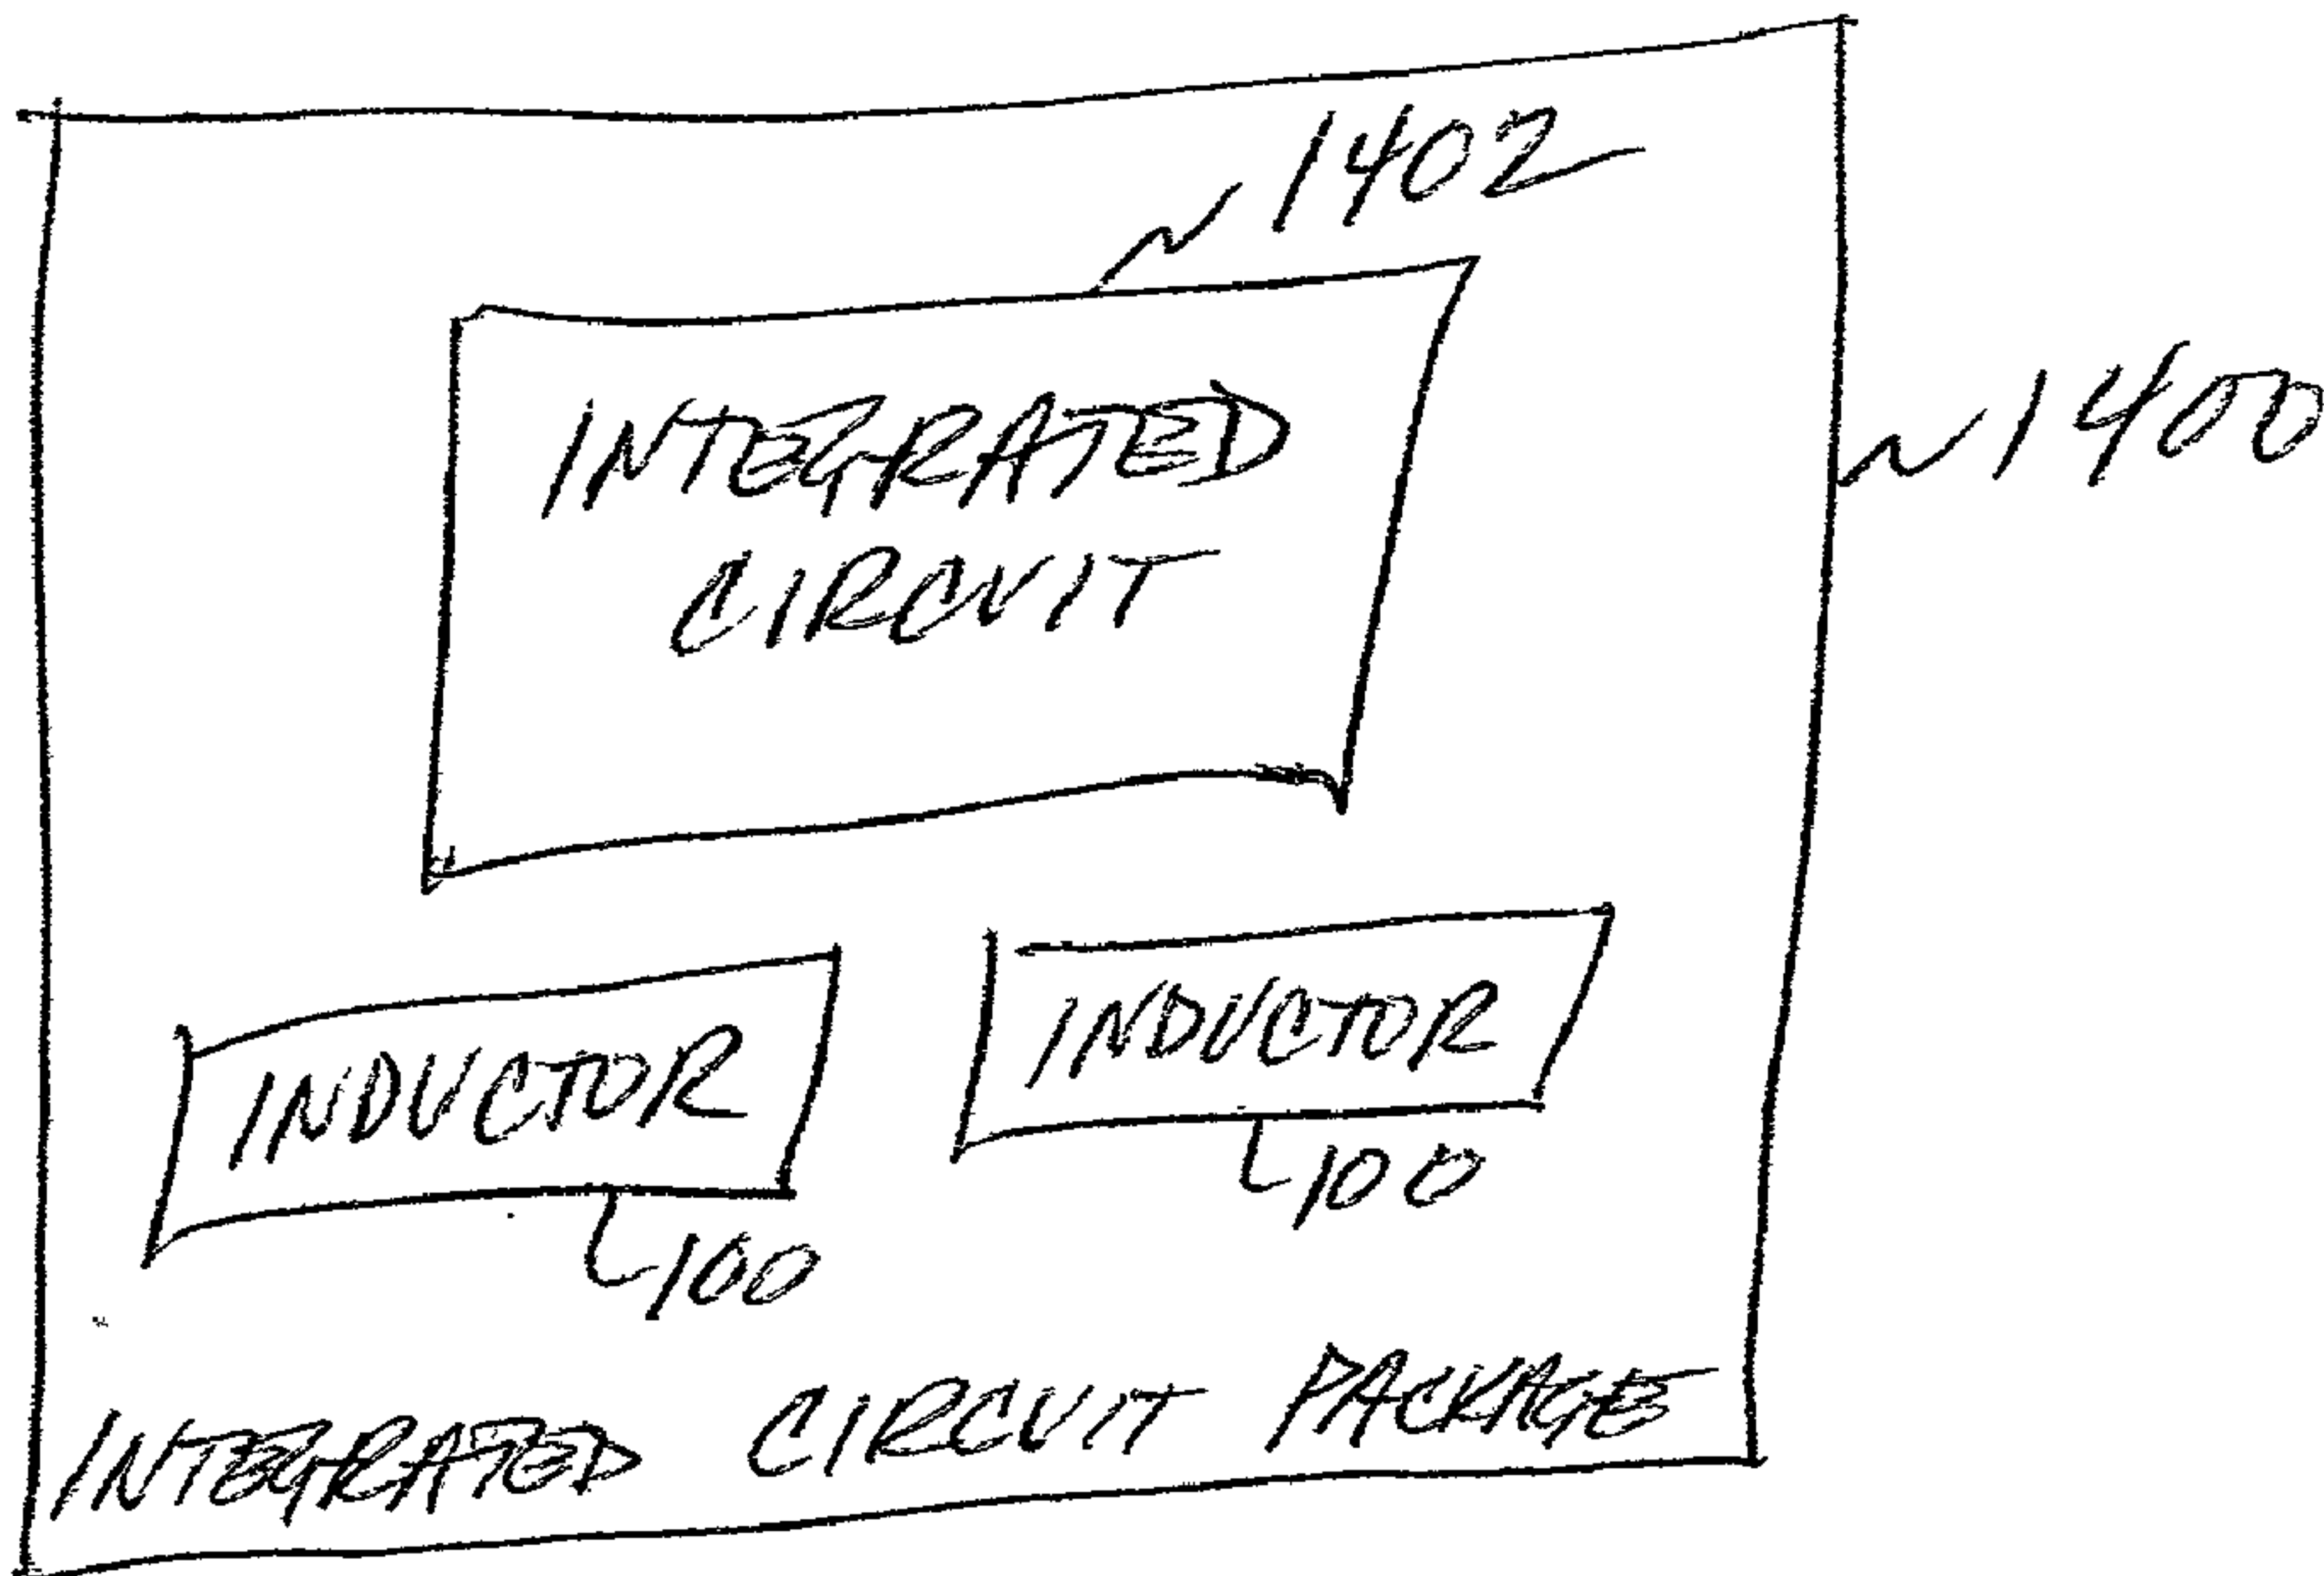 1402
INTEGRATED
CIRCUIT
1400
INDUCTOR
INDUCTOR
100
100
INTEGRATED CIRCUIT PACKAGE